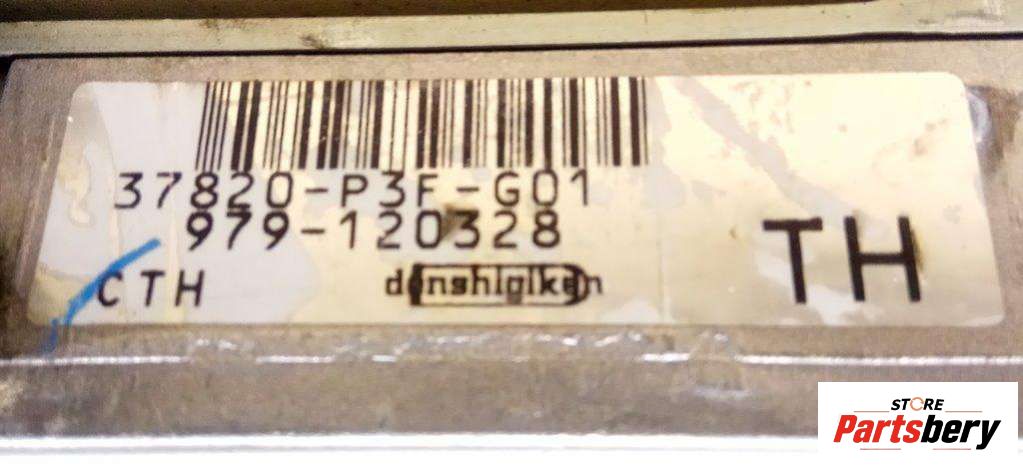 37820-P3F-G01
979-120328
CTH
denshigiken
TH
STORE
Partsbery